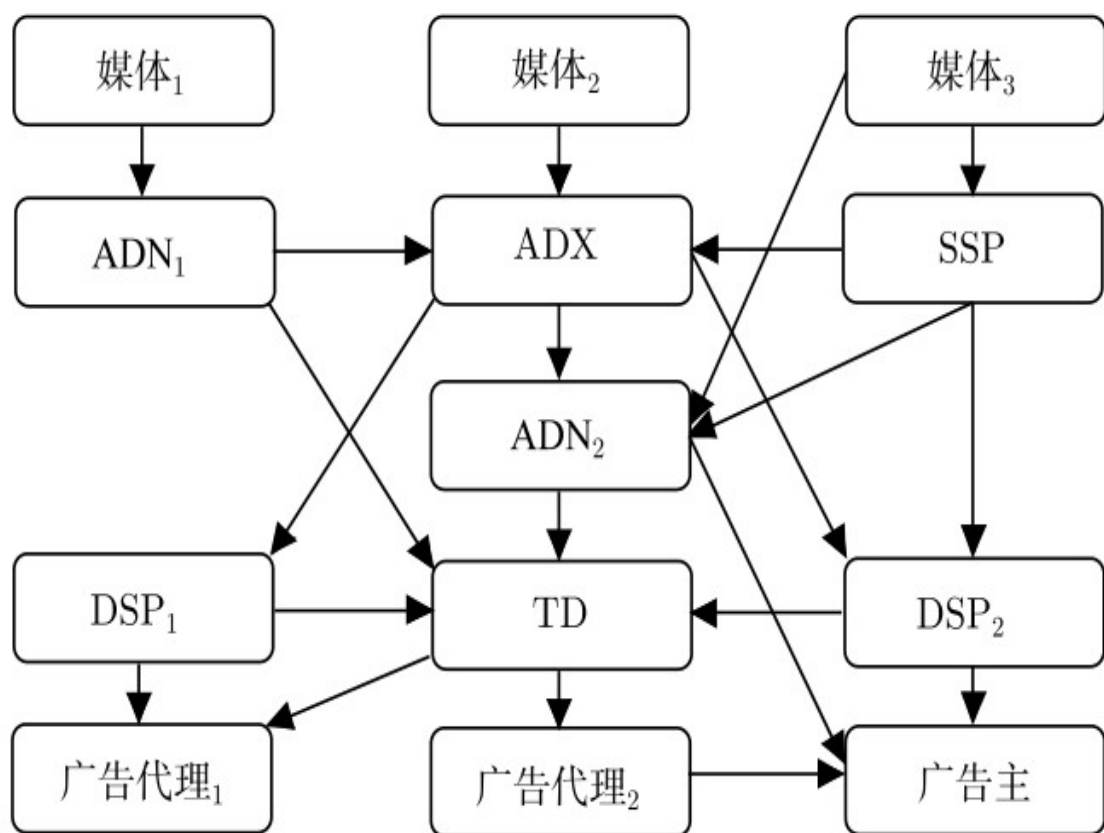 媒体₁
媒体₂
媒体₃
ADN₁
ADX
SSP
ADN₂
DSP₁
TD
DSP₂
广告代理₁
广告代理₂
广告主